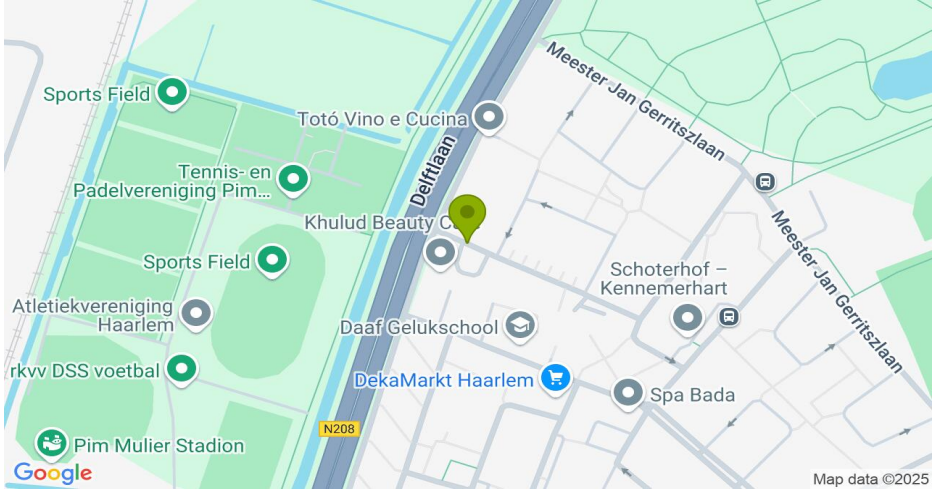 Meester Jan Gerritszlaan
Sports Field
Totó Vino e Cucina
Delftlaan
Tennis- en
Padelvereniging Pim...
Khulud Beauty
Meester Jan Gerritszlaan
Sports Field
Schoterhof –
Kennemerhart
Atletiekvereniging
Haarlem
Daaf Gelukschool
rkvv DSS voetbal
DekaMarkt Haarlem
Spa Bada
N208
Pim Mulier Stadion
Google
Map data ©2025